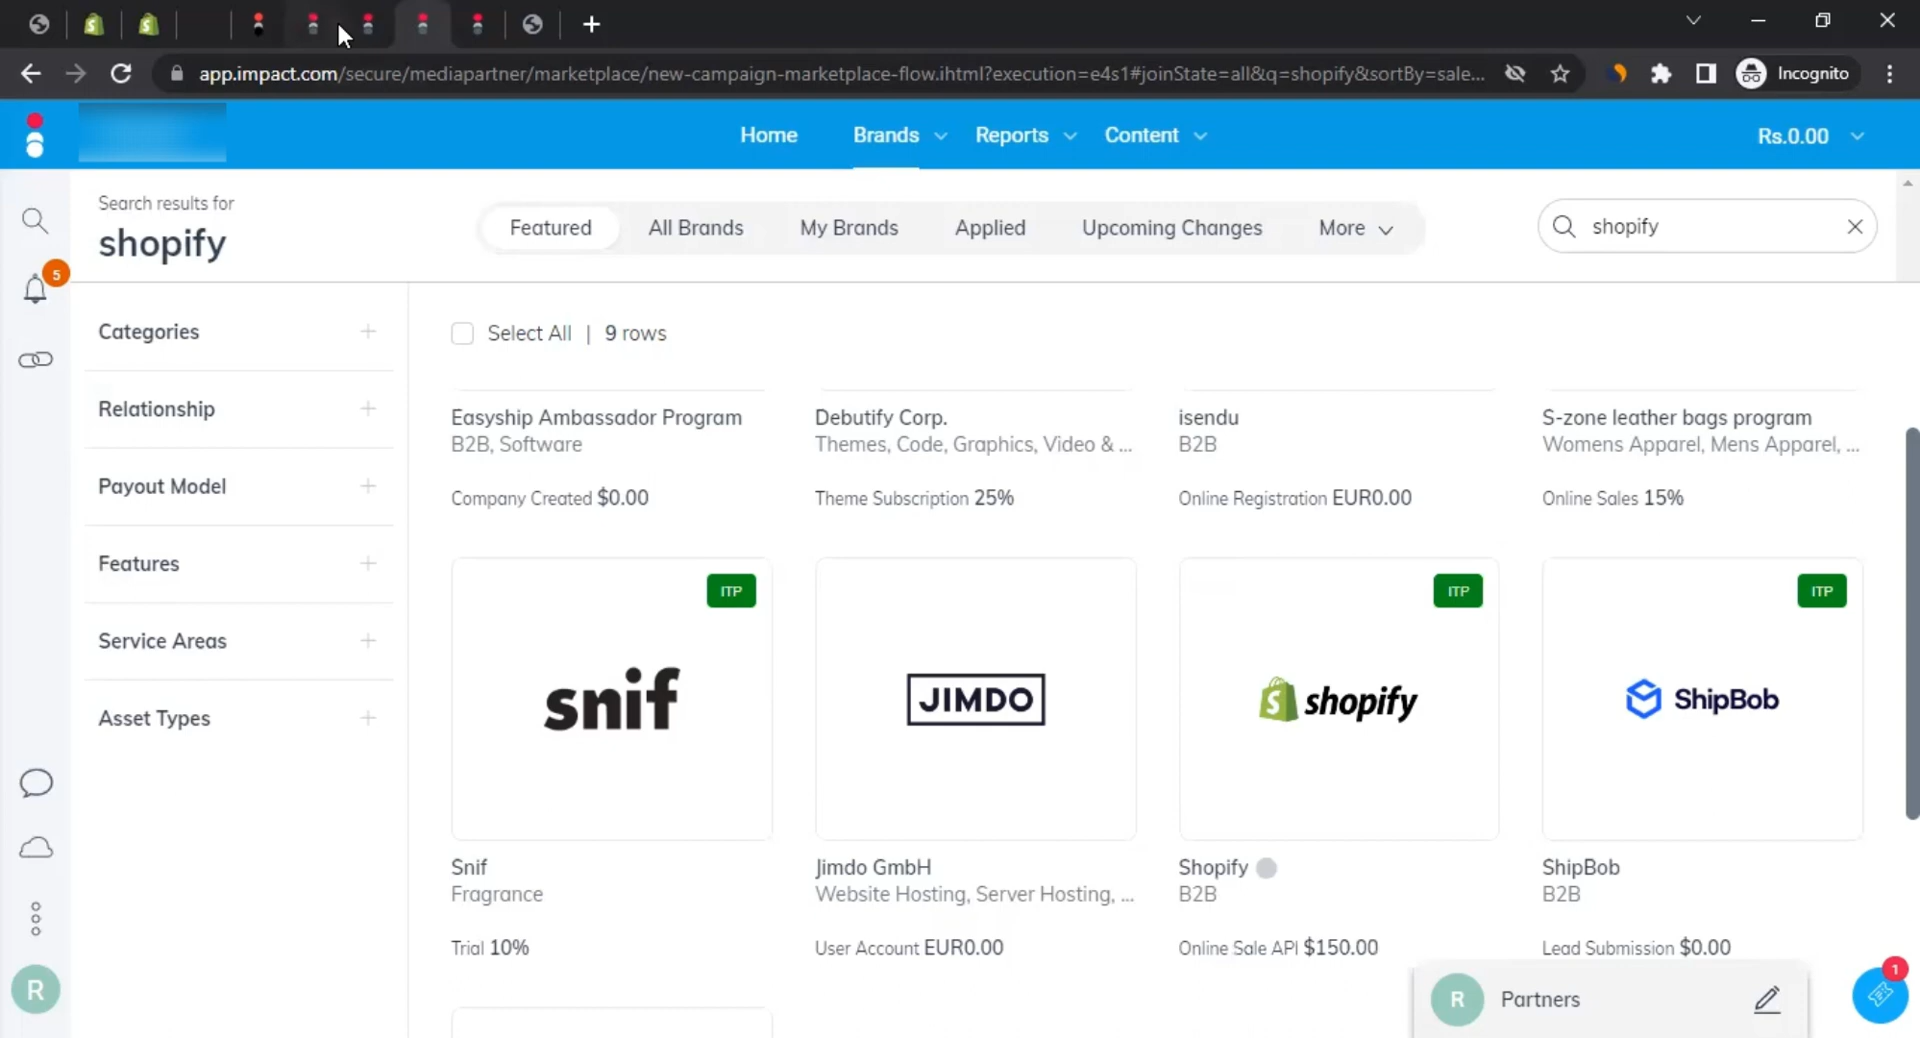 app.impact.com/secure/mediapartner/marketplace/new-campaign-marketplace-flow.ihtml?execution=e4s1#joinState=all&q=shopify&sortBy=sale...
Incognito
Home
Brands
Reports
Content
Rs.0.00
Search results for
shopify
Featured
All Brands
My Brands
Applied
Upcoming Changes
More
shopify
5
Categories
Relationship
Payout Model
Features
Service Areas
Asset Types
Select All | 9 rows
Easyship Ambassador Program
B2B, Software
Company Created $0.00
Debutify Corp.
Themes, Code, Graphics, Video & ...
Theme Subscription 25%
isendu
B2B
Online Registration EUR0.00
S-zone leather bags program
Womens Apparel, Mens Apparel, ...
Online Sales 15%
ITP
snif
Snif
Fragrance
Trial 10%
JIMDO
Jimdo GmbH
Website Hosting, Server Hosting, ...
User Account EUR0.00
ITP
shopify
Shopify
B2B
Online Sale API $150.00
ITP
ShipBob
ShipBob
B2B
Lead Submission $0.00
R
R
Partners
1